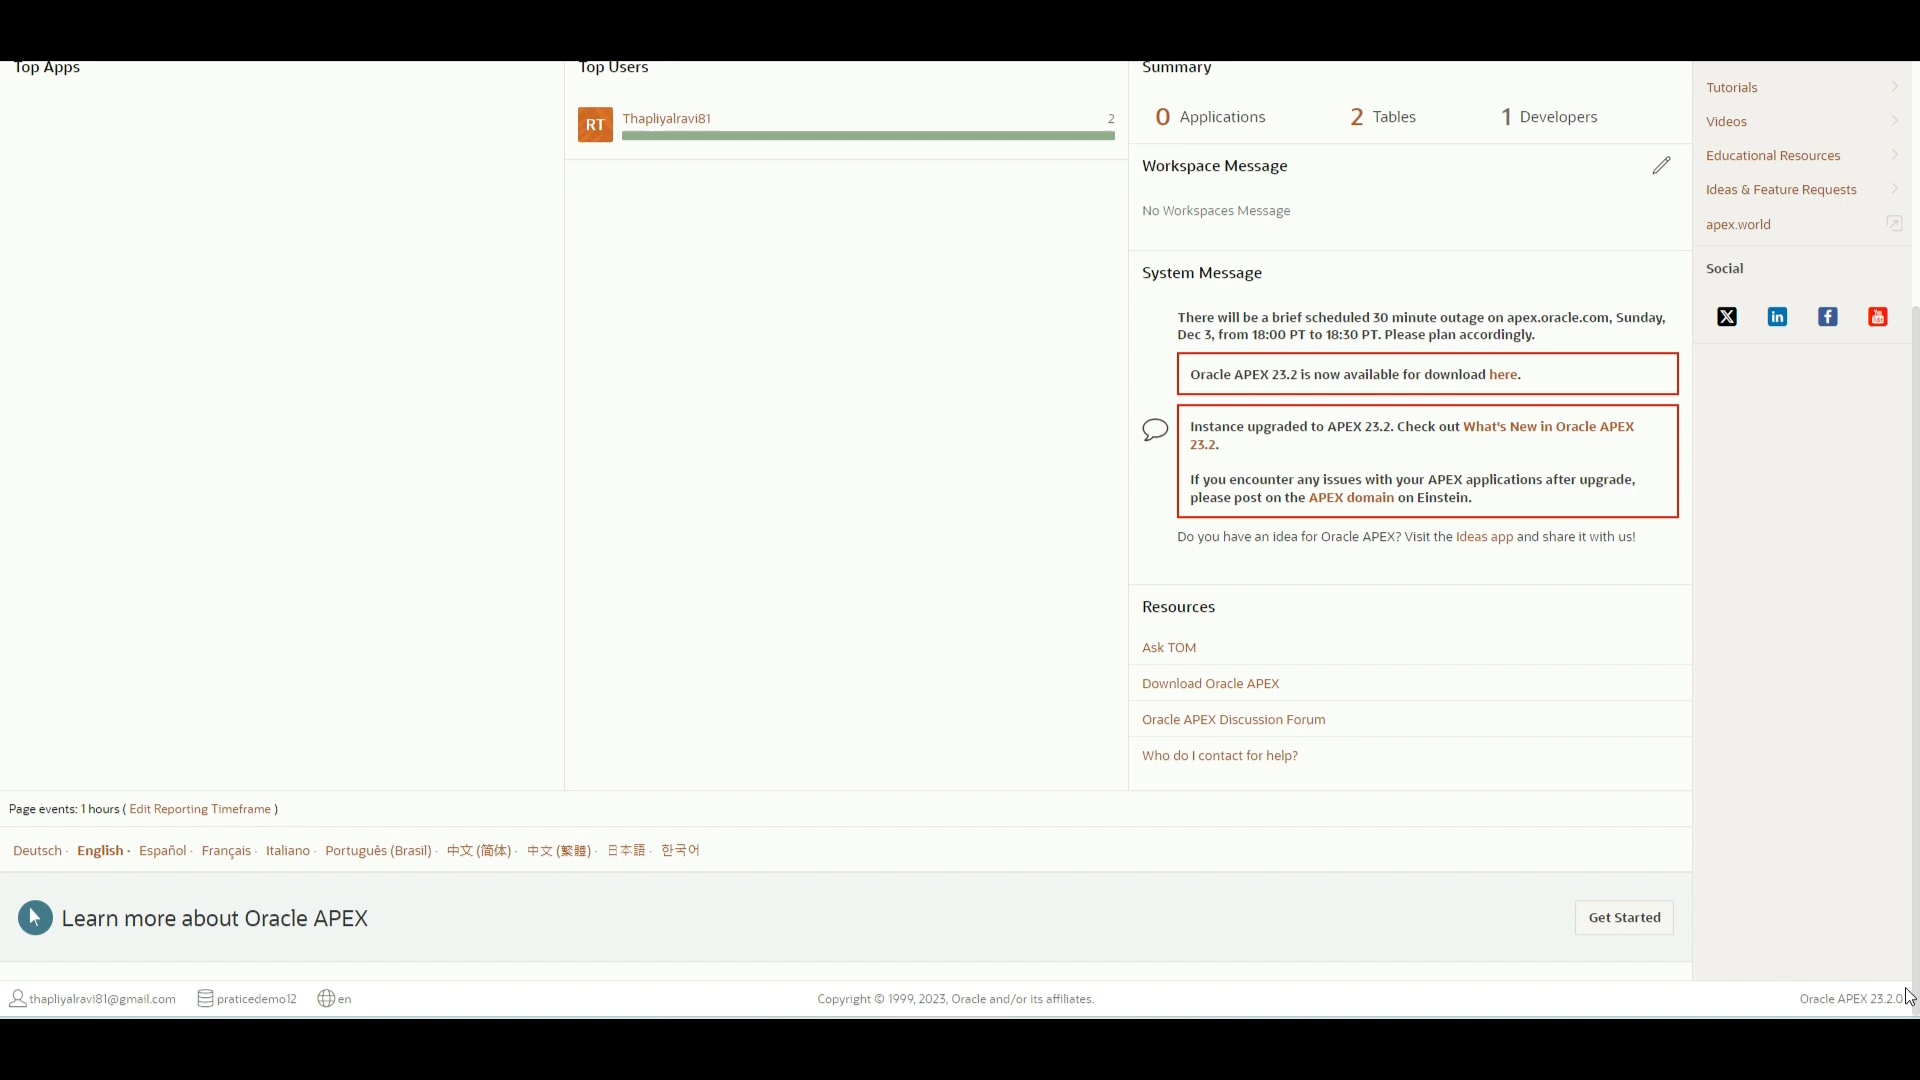 Top Apps
Top Users
RT
Thapliyalravi81
2
Summary
0 Applications
2 Tables
1 Developers
Workspace Message
No Workspaces Message
System Message
There will be a brief scheduled 30 minute outage on apex.oracle.com, Sunday,
Dec 3, from 18:00 PT to 18:30 PT. Please plan accordingly.
Oracle APEX 23.2 is now available for download here.
Instance upgraded to APEX 23.2. Check out What's New in Oracle APEX
23.2.
If you encounter any issues with your APEX applications after upgrade,
please post on the APEX domain on Einstein.
Do you have an idea for Oracle APEX? Visit the Ideas app and share it with us!
Resources
Ask TOM
Download Oracle APEX
Oracle APEX Discussion Forum
Who do I contact for help?
Tutorials
Videos
Educational Resources
Ideas & Feature Requests
apex.world
Social
Page events: 1 hours ( Edit Reporting Timeframe )
Deutsch · English · Español · Français · Italiano · Português (Brasil) · 中文 (简体) · 中文 (繁體) · 日本語 · 한국어
Learn more about Oracle APEX
Get Started
thapliyalravi81@gmail.com
praticedemo12
en
Copyright © 1999, 2023, Oracle and/or its affiliates.
Oracle APEX 23.2.0